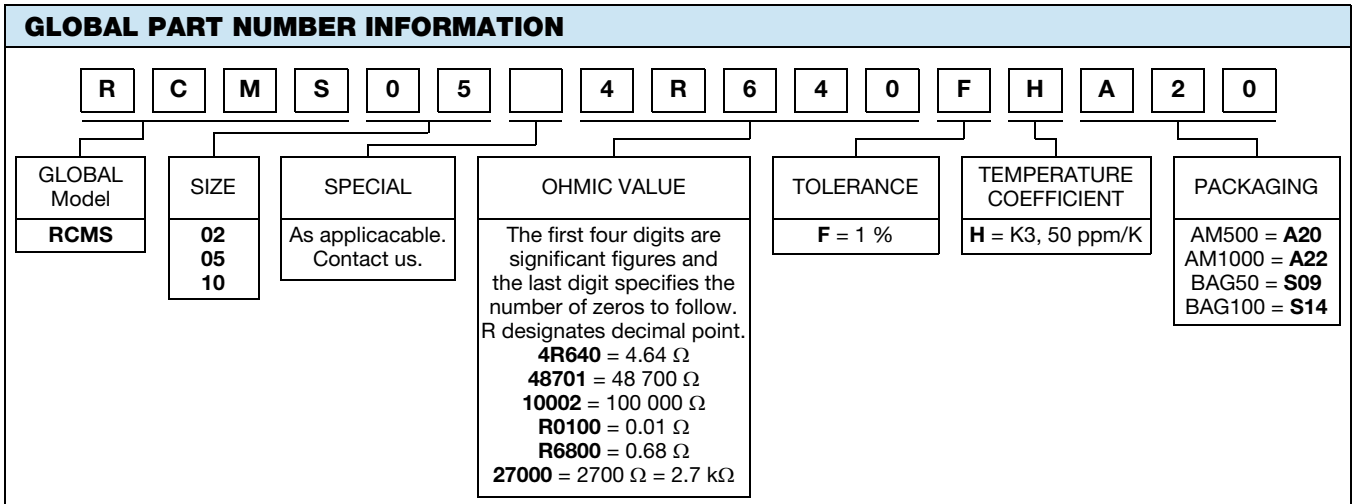 GLOBAL PART NUMBER INFORMATION
R C M S 0 5 4 R 6 4 0 F H A 2 0
GLOBAL
Model
RCMS
SIZE
02
05
10
SPECIAL
As applicacable.
Contact us.
OHMIC VALUE
The first four digits are
significant figures and
the last digit specifies the
number of zeros to follow.
R designates decimal point.
4R640 = 4.64 Ω
48701 = 48 700 Ω
10002 = 100 000 Ω
R0100 = 0.01 Ω
R6800 = 0.68 Ω
27000 = 2700 Ω = 2.7 kΩ
TOLERANCE
F = 1 %
TEMPERATURE
COEFFICIENT
H = K3, 50 ppm/K
PACKAGING
AM500 = A20
AM1000 = A22
BAG50 = S09
BAG100 = S14